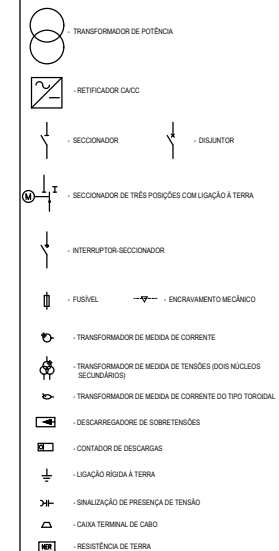 - TRANSFORMADOR DE POTÊNCIA
- RETIFICADOR CA/CC
- SECCIONADOR
- DISJUNTOR
M
- SECCIONADOR DE TRÊS POSIÇÕES COM LIGAÇÃO À TERRA
- INTERRUPTOR-SECCIONADOR
- FUSÍVEL
- ENCRAVAMENTO MECÂNICO
- TRANSFORMADOR DE MEDIDA DE CORRENTE
- TRANSFORMADOR DE MEDIDA DE TENSÕES (DOIS NÚCLEOS
SECUNDÁRIOS)
- TRANSFORMADOR DE MEDIDA DE CORRENTE DO TIPO TOROIDAL
- DESCARREGADORE DE SOBRETENSÕES
- CONTADOR DE DESCARGAS
- LIGAÇÃO RÍGIDA À TERRA
- SINALIZAÇÃO DE PRESENÇA DE TENSÃO
- CAIXA TERMINAL DE CABO
NER
- RESISTÊNCIA DE TERRA